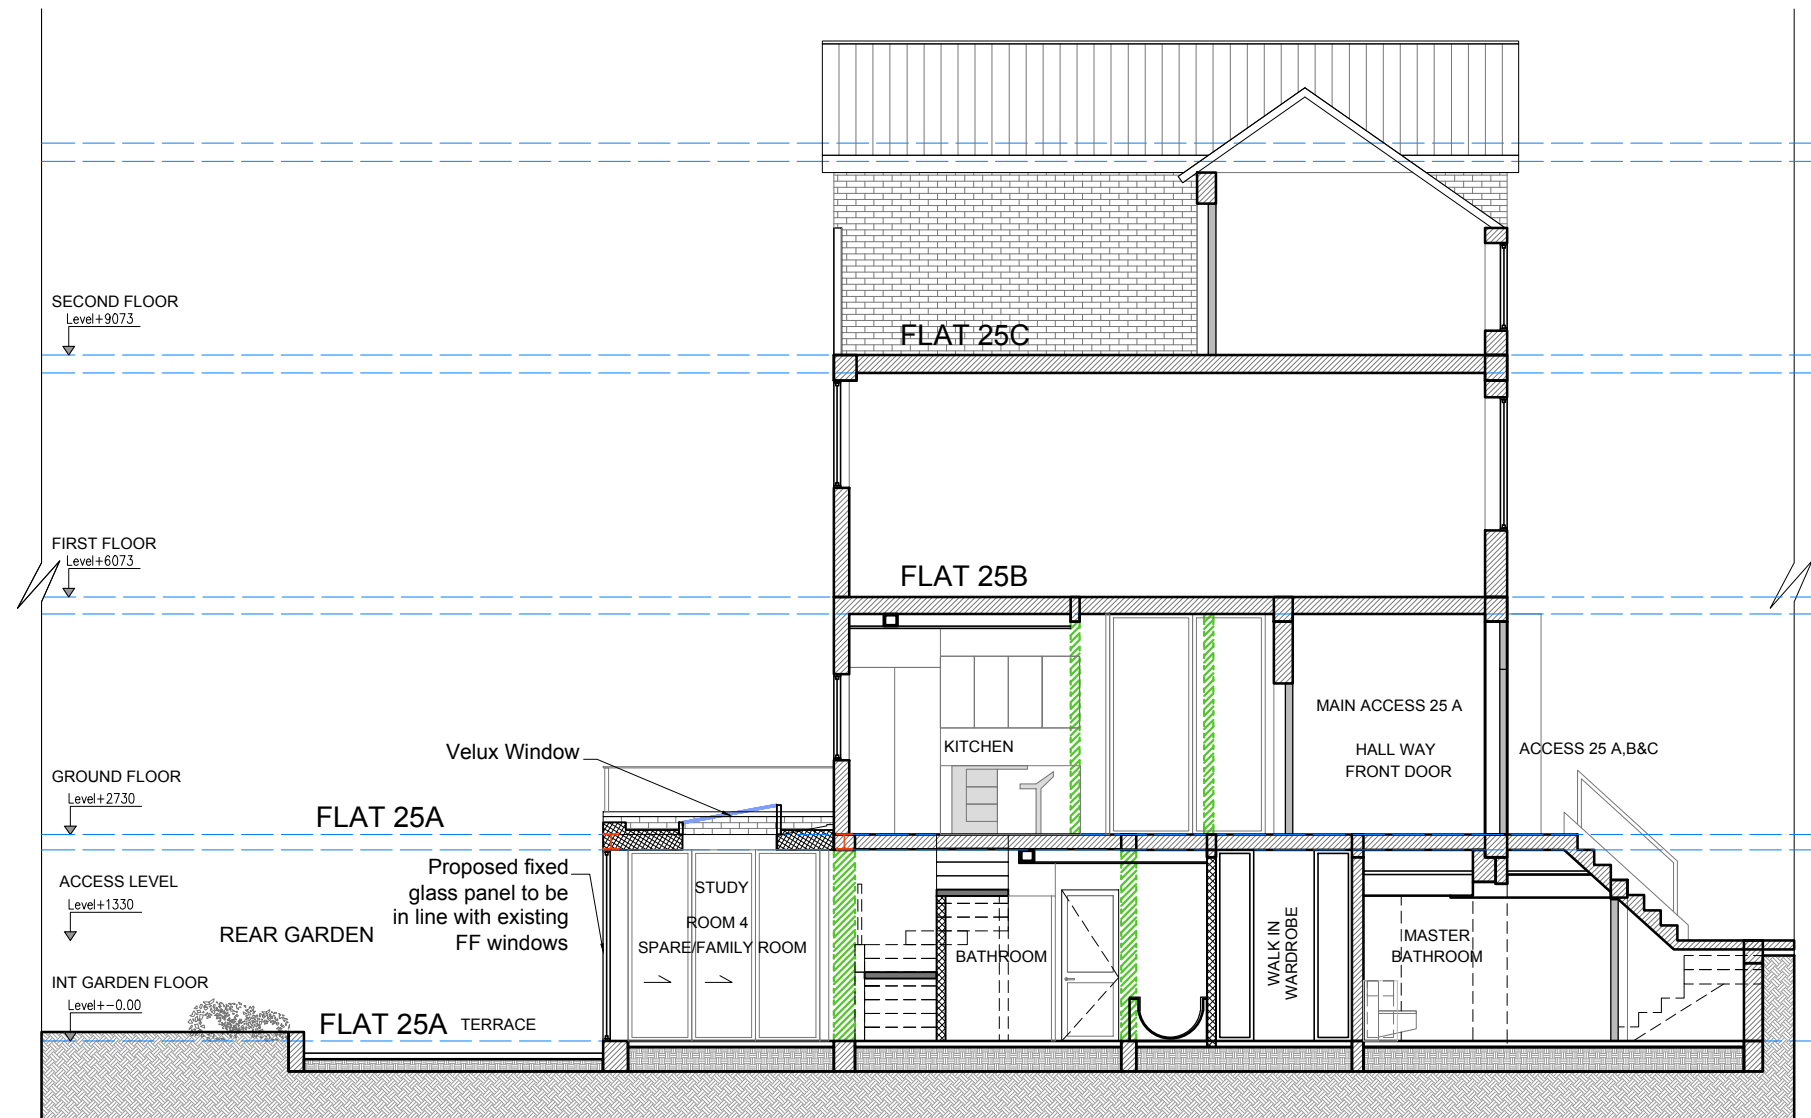 SECOND FLOOR
Level+9073
FLAT 25C
FIRST FLOOR
Level+6073
FLAT 25B
MAIN ACCESS 25 A
HALL WAY
FRONT DOOR
KITCHEN
ACCESS 25 A,B&C
Velux Window
GROUND FLOOR
Level+2730
FLAT 25A
Proposed fixed
glass panel to be
in line with existing
FF windows
ACCESS LEVEL
Level+1330
REAR GARDEN
STUDY
ROOM 4
SPARE/FAMILY ROOM
BATHROOM
WALK IN
WARDROBE
MASTER
BATHROOM
INT GARDEN FLOOR
Level+-0.00
FLAT 25A TERRACE